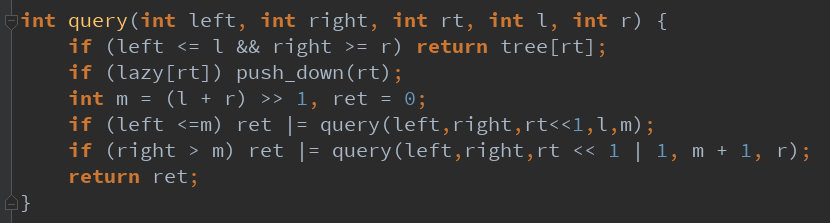 int query(int left, int right, int rt, int l, int r) {
    if (left <= l && right >= r) return tree[rt];
    if (lazy[rt]) push_down(rt);
    int m = (l + r) >> 1, ret = 0;
    if (left <=m) ret |= query(left,right,rt<<1,l,m);
    if (right > m) ret |= query(left,right,rt << 1 | 1, m + 1, r);
    return ret;
}